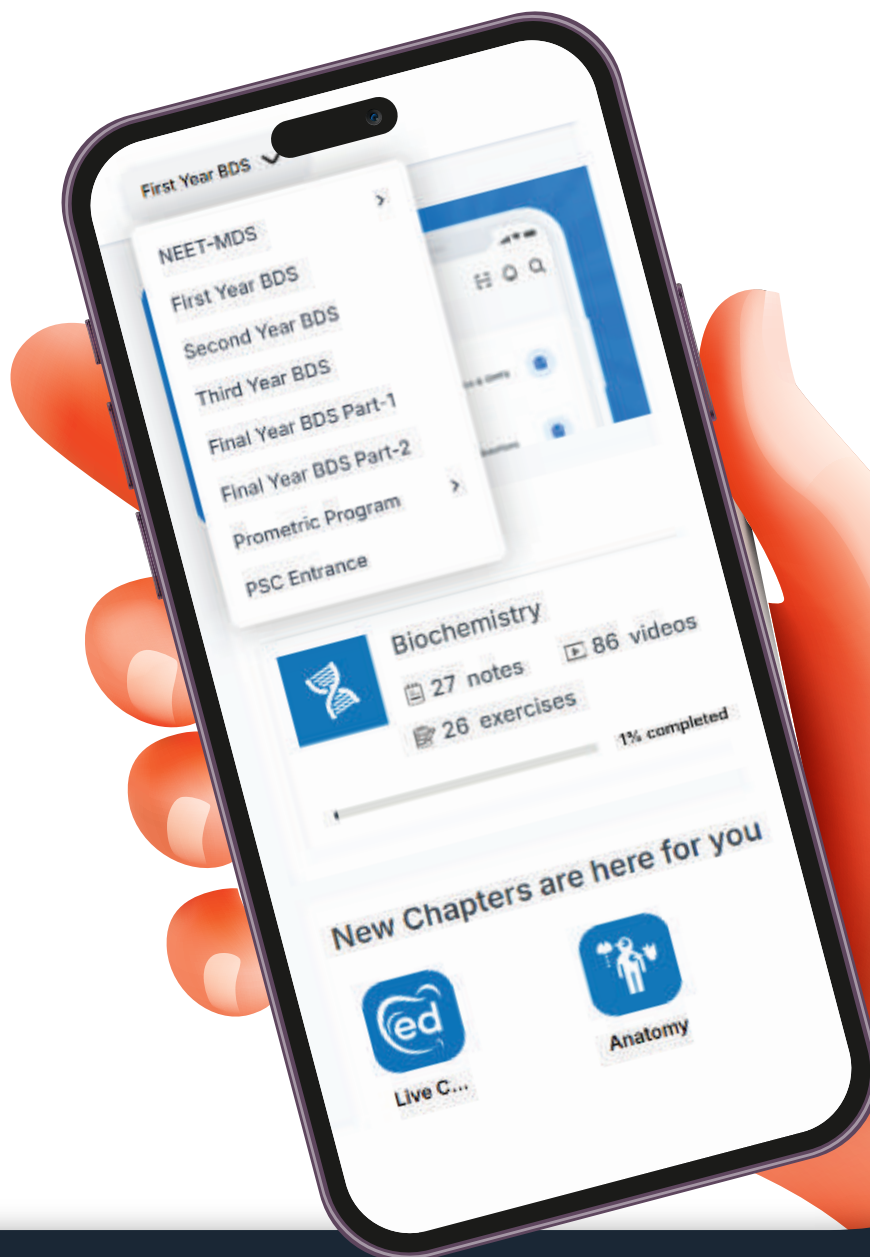 First Year BDS
NEET-MDS
First Year BDS
Second Year BDS
Third Year BDS
Final Year BDS Part-1
Final Year BDS Part-2
Prometric Program
PSC Entrance
Biochemistry
27 notes
86 videos
26 exercises
1% completed
New Chapters are here for you
ed
Live C...
Anatomy